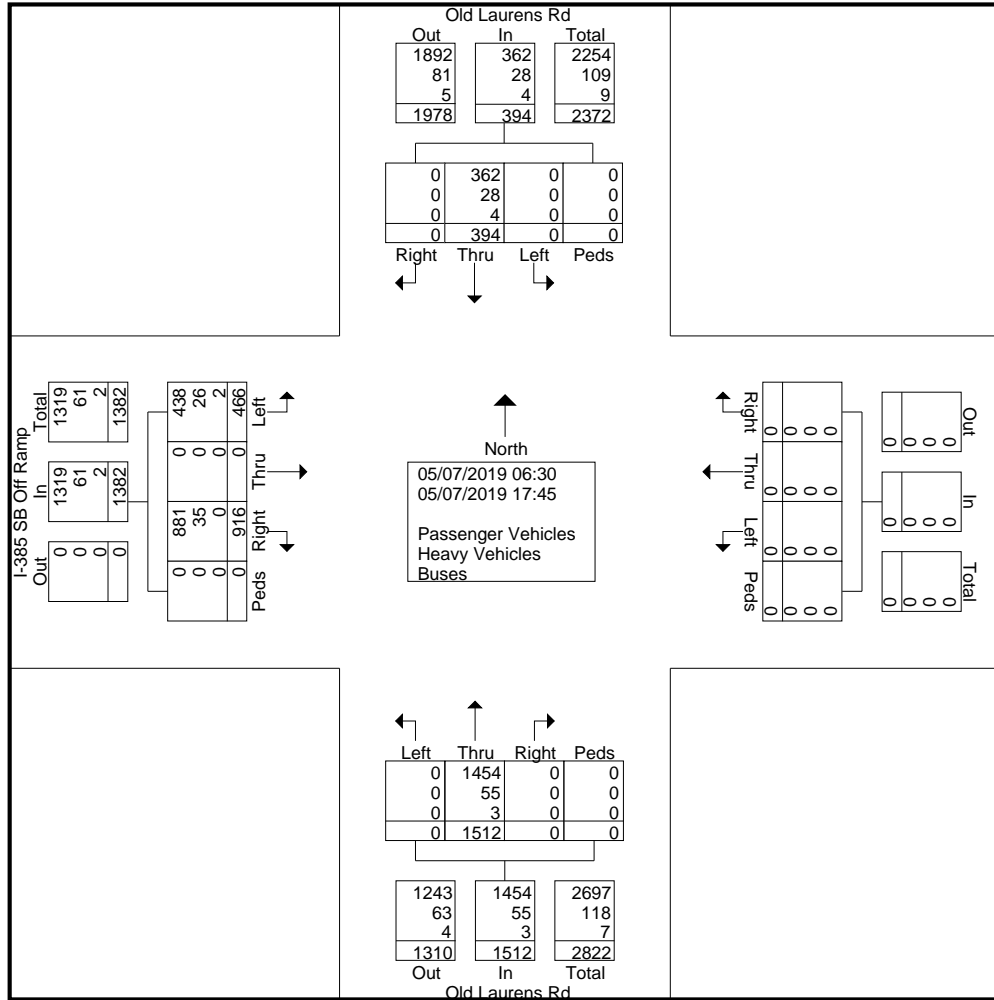 Old Laurens Rd
Out In Total
1892 362 2254
81 28 109
5 4 9
1978 394 2372
0 362 0 0
0 28 0 0
0 4 0 0
0 394 0 0
Right Thru Left Peds
I-385 SB Off Ramp
Total In Out
1319 1319 0
61 61 0
2 2 0
1382 1382 0
438 0 881 0
26 0 35 0
2 0 0 0
466 0 916 0
Left Thru Right Peds
North
05/07/2019 06:30
05/07/2019 17:45
Passenger Vehicles
Heavy Vehicles
Buses
Right Thru Left Peds
0 0 0 0
0 0 0 0
0 0 0 0
0 0 0 0
Out In Total
0 0 0
0 0 0
0 0 0
0 0 0
Left Thru Right Peds
0 1454 0 0
0 55 0 0
0 3 0 0
0 1512 0 0
1243 1454 2697
63 55 118
4 3 7
1310 1512 2822
Out In Total
Old Laurens Rd